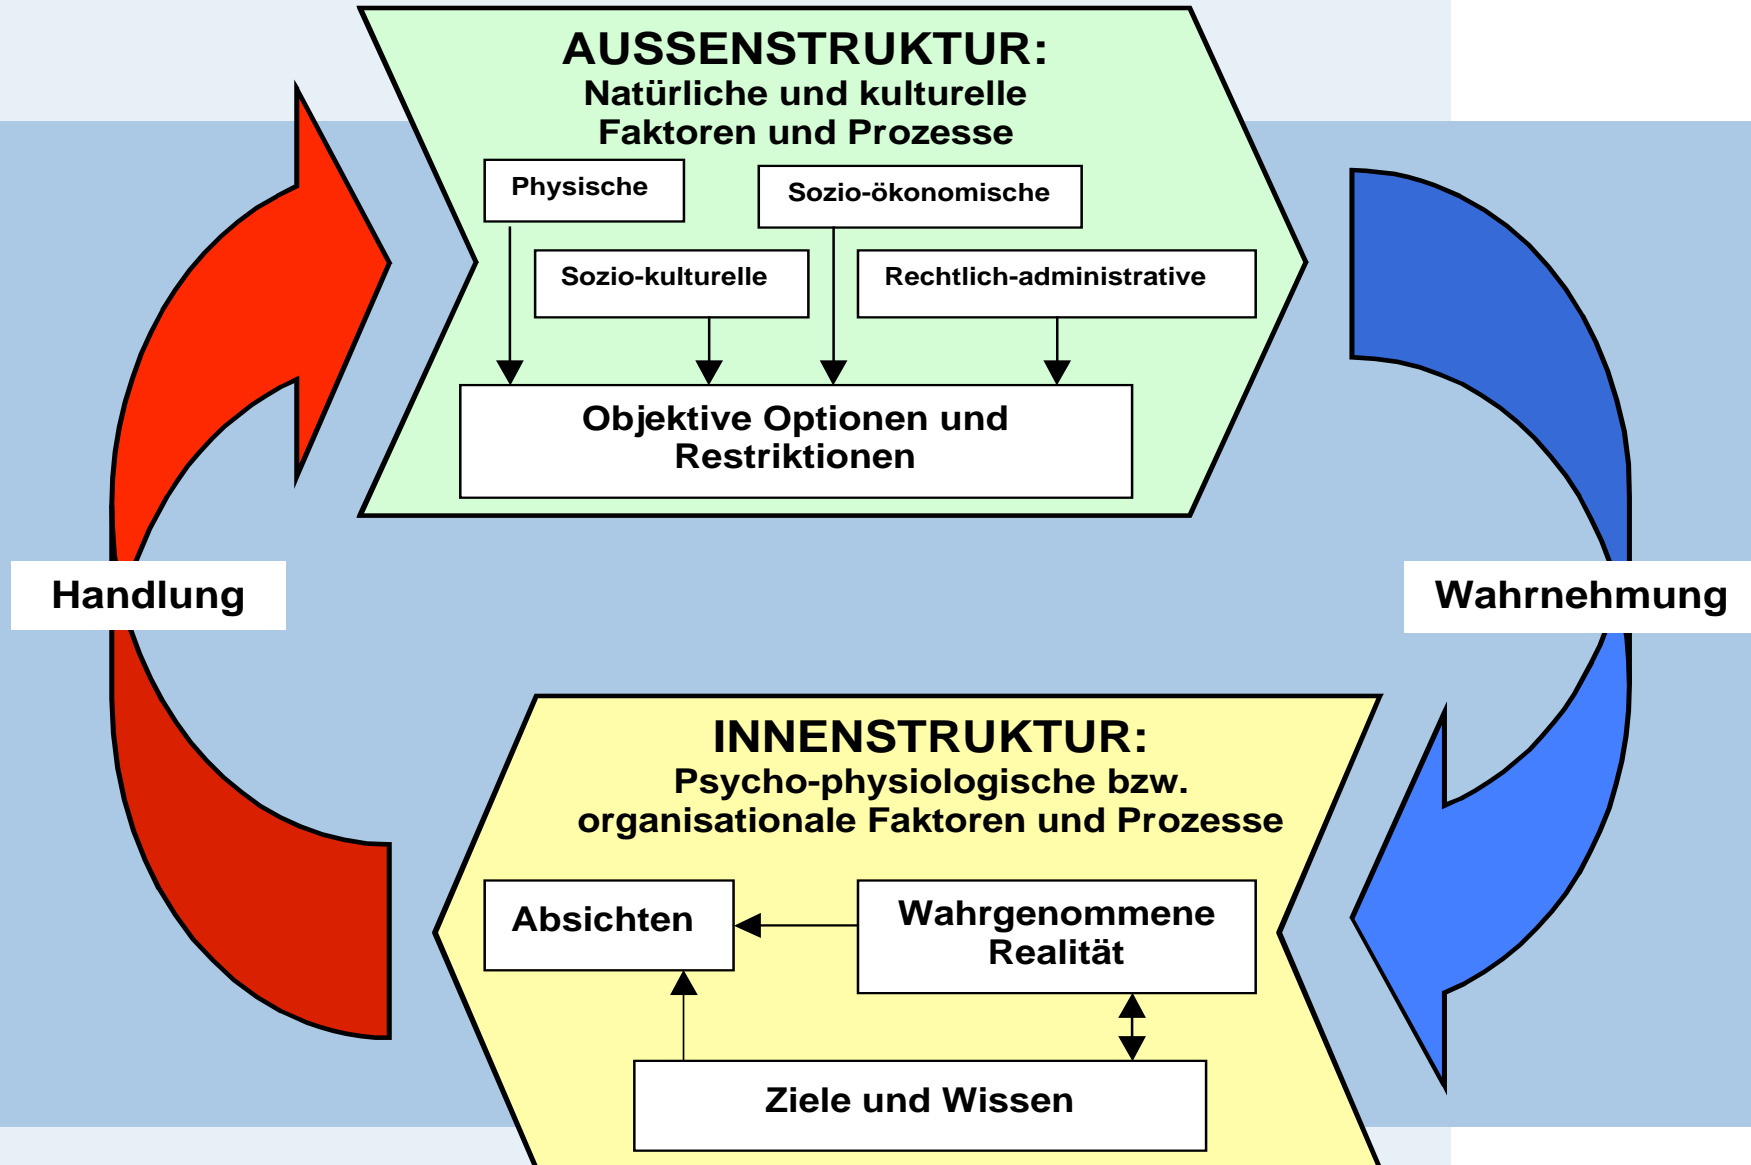 AUSSENSTRUKTUR:
Natürliche und kulturelle
Faktoren und Prozesse
Physische
Sozio-ökonomische
Sozio-kulturelle
Rechtlich-administrative
Objektive Optionen und
Restriktionen
Handlung
Wahrnehmung
INNENSTRUKTUR:
Psycho-physiologische bzw.
organisationale Faktoren und Prozesse
Absichten
Wahrgenommene
Realität
Ziele und Wissen